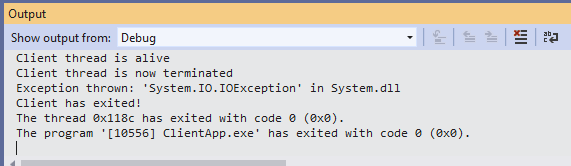 Output
Show output from: Debug
Client thread is alive
Client thread is now terminated
Exception thrown: 'System.IO.IOException' in System.dll
Client has exited!
The thread 0x118c has exited with code 0 (0x0).
The program '[10556] ClientApp.exe' has exited with code 0 (0x0).